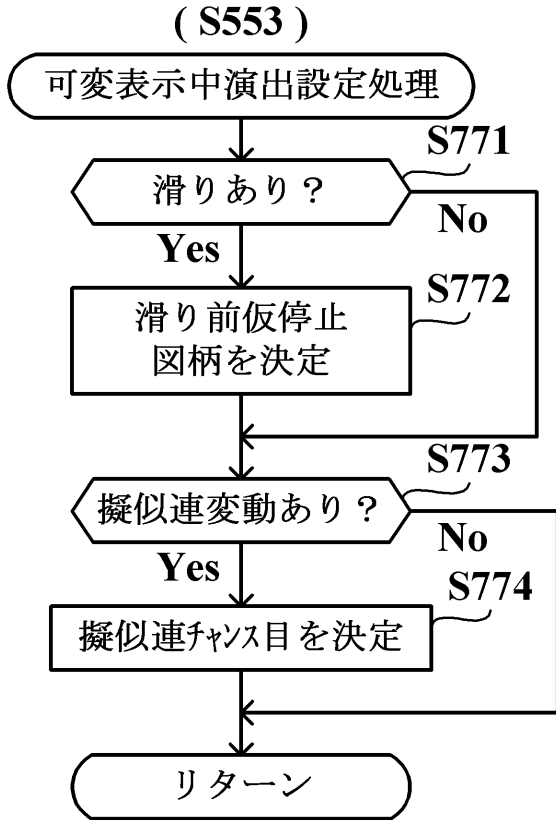 ( S553 )
可変表示中演出設定処理
S771
滑りあり？
Yes
No
S772
滑り前仮停止
図柄を決定
S773
擬似連変動あり？
Yes
No
S774
擬似連ﾁｬﾝｽ目を決定
リターン